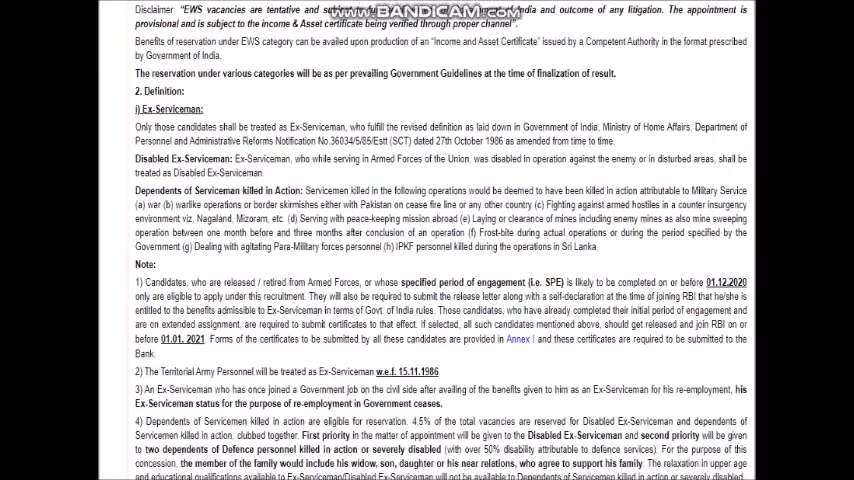 Disclaimer: "EWS vacancies are tentative and subject to of India and outcome of any litigation. The appointment is
www.BANDICAM.com
provisional and is subject to the income & Asset certificate being verified through proper channel".
Benefits of reservation under EWS category can be availed upon production of an "Income and Asset Certificate" issued by a Competent Authority in the format prescribed
by Government of India.
The reservation under various categories will be as per prevailing Government Guidelines at the time of finalization of result.
2. Definition:
i) Ex-Serviceman:
Only those candidates shall be treated as Ex-Serviceman, who fulfill the revised definition as laid down in Government of India, Ministry of Home Affairs, Department of
Personnel and Administrative Reforms Notification No.36034/5/85/Estt (SCT) dated 27th October 1986 as amended from time to time.
Disabled Ex-Serviceman: Ex-Serviceman, who while serving in Armed Forces of the Union, was disabled in operation against the enemy or in disturbed areas, shall be
treated as Disabled Ex-Serviceman.
Dependents of Serviceman killed in Action: Servicemen killed in the following operations would be deemed to have been killed in action attributable to Military Service
(a) war (b) warlike operations or border skirmishes either with Pakistan on cease fire line or any other country (c) Fighting against armed hostiles in a counter insurgency
environment viz. Nagaland, Mizoram, etc. (d) Serving with peace-keeping mission abroad (e) Laying or clearance of mines including enemy mines as also mine sweeping
operation between one month before and three months after conclusion of an operation (f) Frost-bite during actual operations or during the period specified by the
Government (g) Dealing with agitating Para-Military forces personnel (h) IPKF personnel killed during the operations in Sri Lanka.
Note:
1) Candidates, who are released / retired from Armed Forces, or whose specified period of engagement (i.e. SPE) is likely to be completed on or before 01.12.2020
only are eligible to apply under this recruitment. They will also be required to submit the release letter along with a self-declaration at the time of joining RBI that he/she is
entitled to the benefits admissible to Ex-Serviceman in terms of Govt. of India rules. Those candidates, who have already completed their initial period of engagement and
are on extended assignment, are required to submit certificates to that effect. If selected, all such candidates mentioned above, should get released and join RBI on or
before 01.01. 2021. Forms of the certificates to be submitted by all these candidates are provided in Annex I and these certificates are required to be submitted to the
Bank.
2) The Territorial Army Personnel will be treated as Ex-Serviceman w.e.f. 15.11.1986.
3) An Ex-Serviceman who has once joined a Government job on the civil side after availing of the benefits given to him as an Ex-Serviceman for his re-employment, his
Ex-Serviceman status for the purpose of re-employment in Government ceases.
4) Dependents of Servicemen killed in action are eligible for reservation. 4.5% of the total vacancies are reserved for Disabled Ex-Serviceman and dependents of
Servicemen killed in action, clubbed together. First priority in the matter of appointment will be given to the Disabled Ex-Serviceman and second priority will be given
to two dependents of Defence personnel killed in action or severely disabled (with over 50% disability attributable to defence services). For the purpose of this
concession, the member of the family would include his widow, son, daughter or his near relations, who agree to support his family. The relaxation in upper age
and educational qualifications available to Ex-Serviceman/Disabled Ex-Serviceman will not be available to Dependents of Servicemen killed in action or severely disabled.